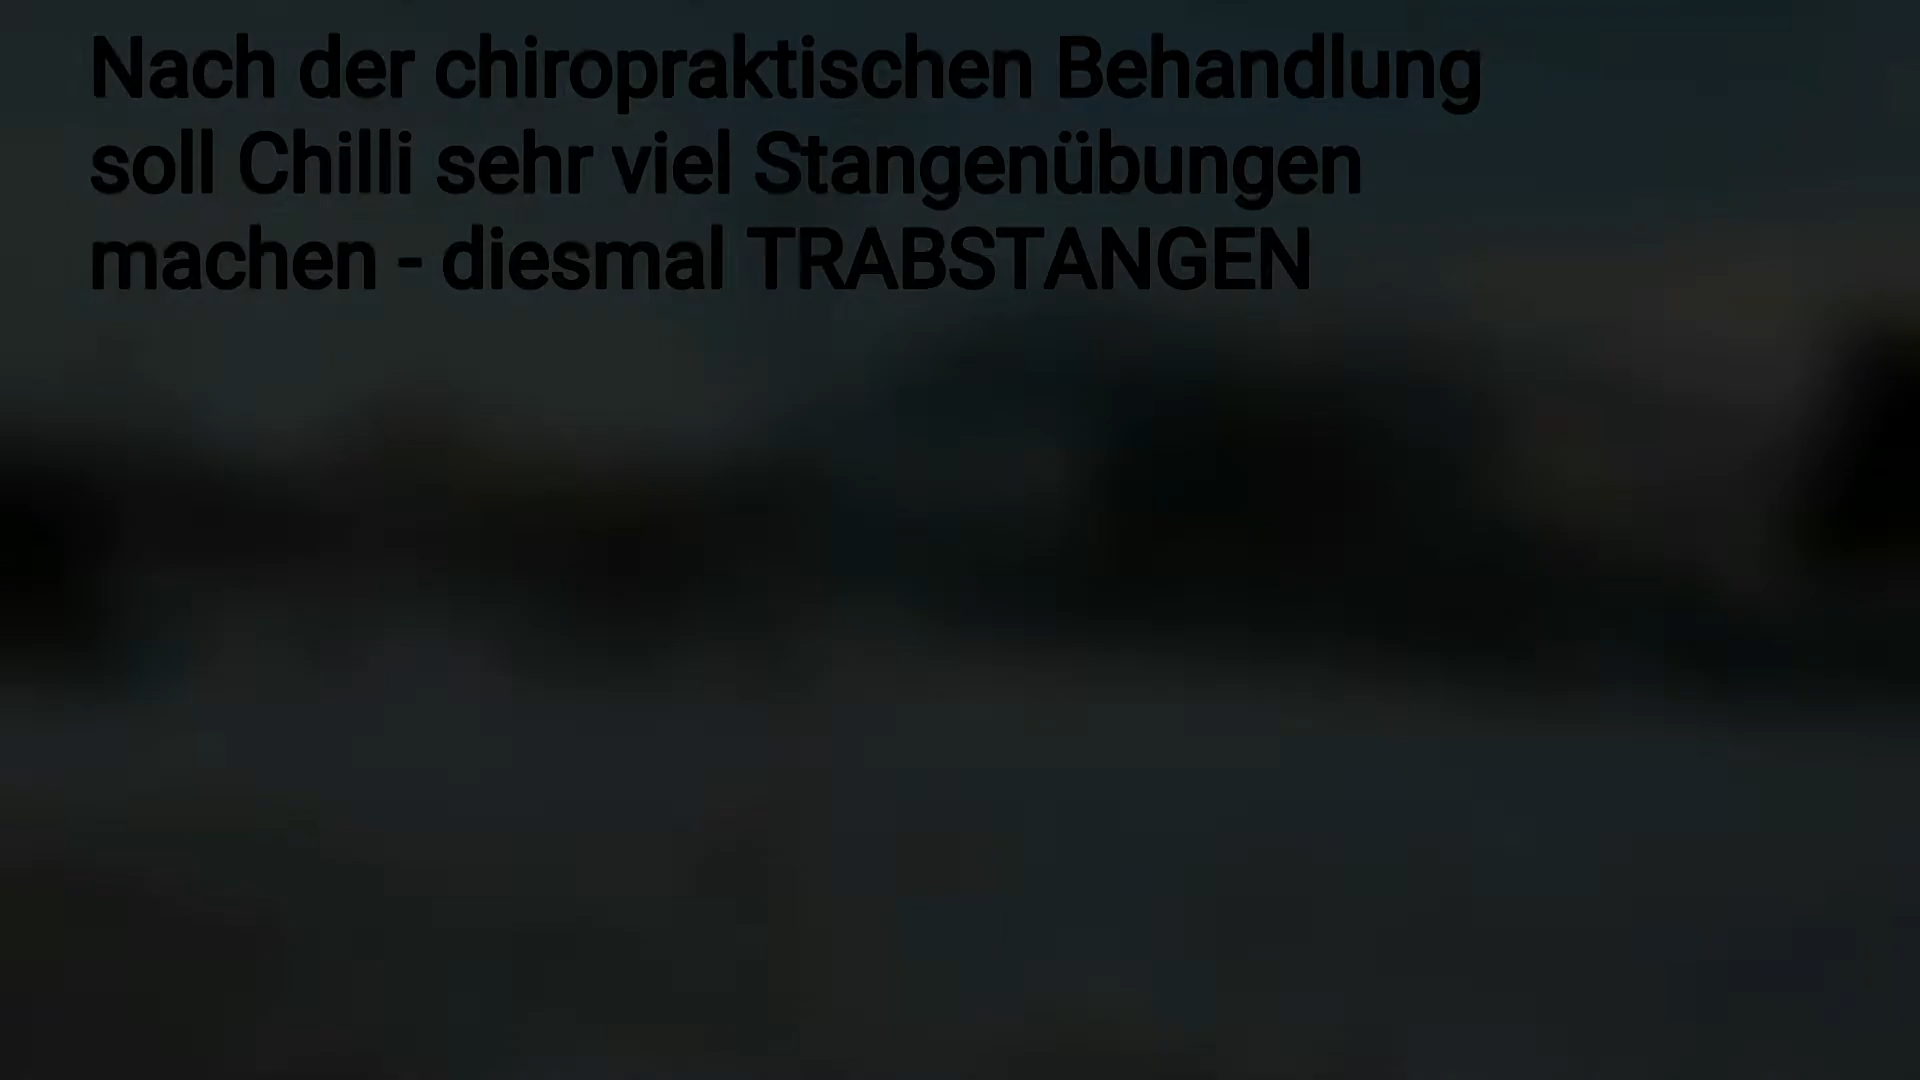 Nach der chiropraktischen Behandlung
soll Chilli sehr viel Stangenübungen
machen - diesmal TRABSTANGEN